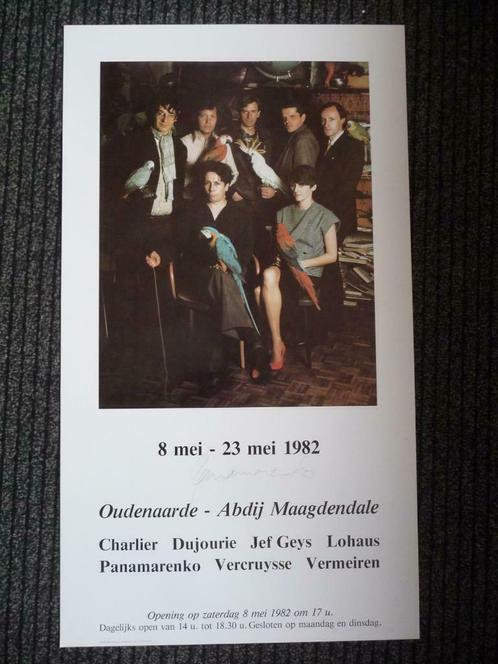 8 mei - 23 mei 1982
Panamarenko
Oudenaarde - Abdij Maagdendale
Charlier Dujourie Jef Geys Lohaus
Panamarenko Vercruysse Vermeiren
Opening op zaterdag 8 mei 1982 om 17 u.
Dagelijks open van 14 u. tot 18.30 u. Gesloten op maandag en dinsdag.